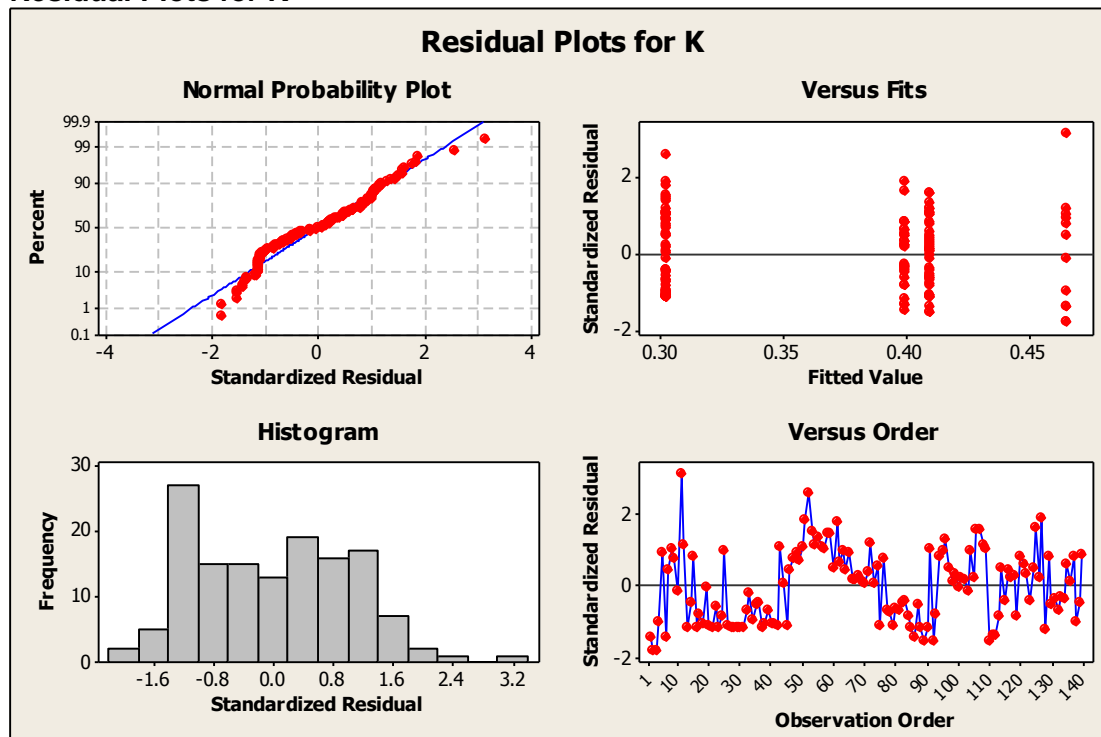 Residual Plots for K
Normal Probability Plot
Percent
99.9
99
90
50
10
1
0.1
-4 -2 0 2 4
Standardized Residual
Versus Fits
Standardized Residual
2
0
-2
0.30 0.35 0.40 0.45
Fitted Value
Histogram
Frequency
30
20
10
0
-1.6 -0.8 0.0 0.8 1.6 2.4 3.2
Standardized Residual
Versus Order
Standardized Residual
2
0
-2
1 10 20 30 40 50 60 70 80 90 100 110 120 130 140
Observation Order